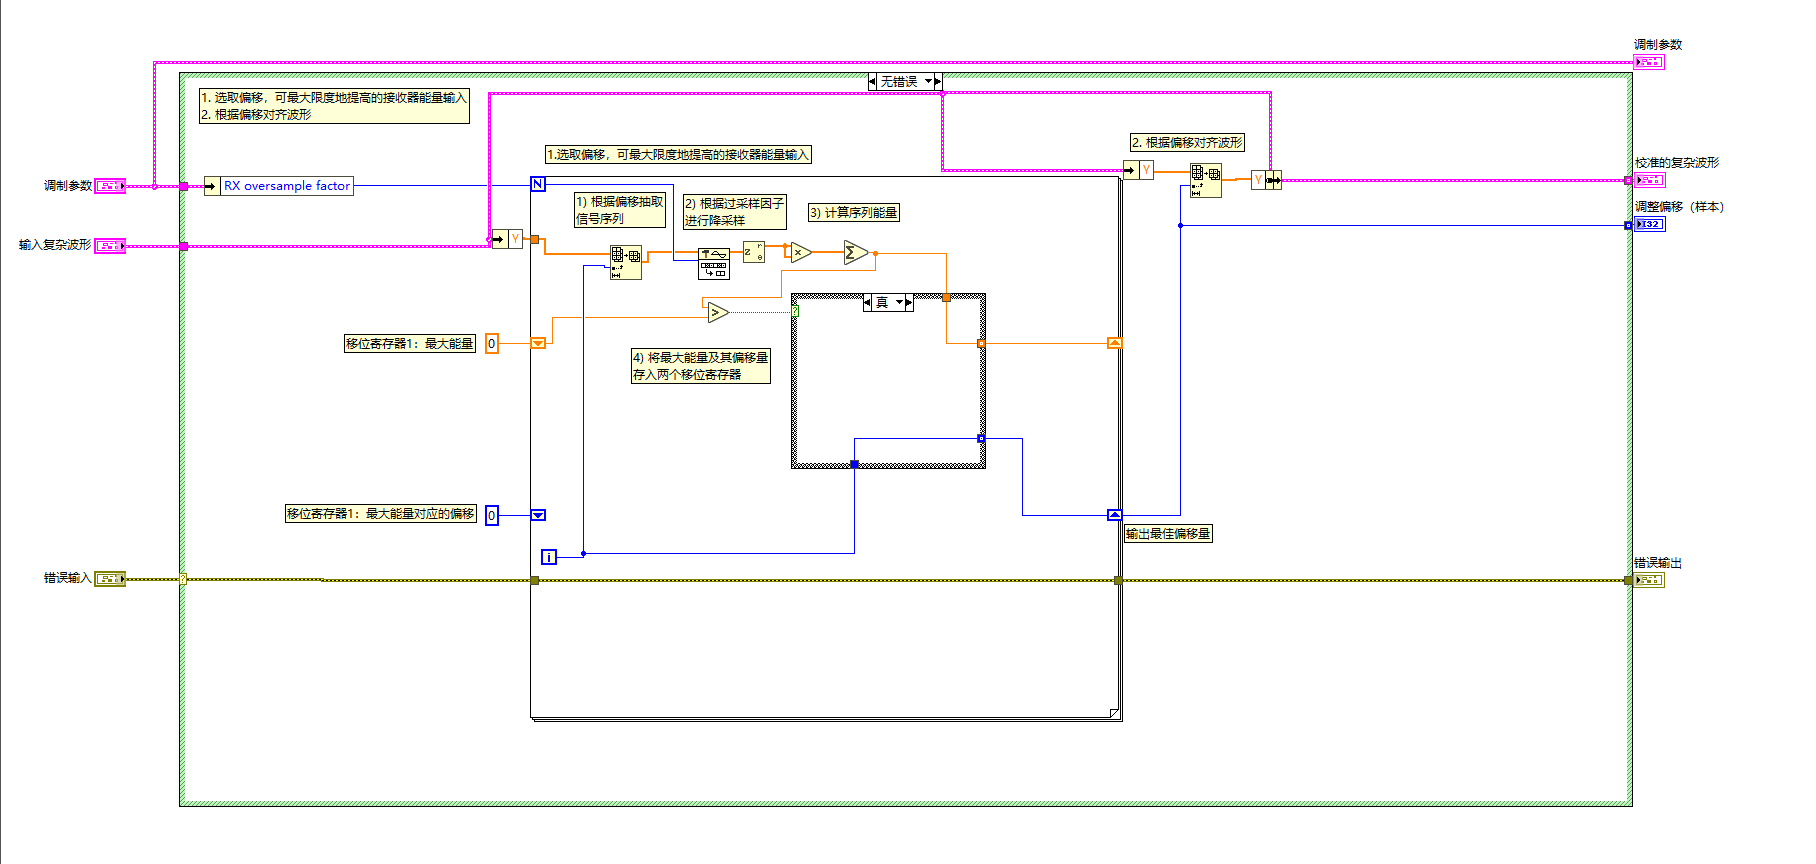 调制参数
无错误
1. 选取偏移，可最大限度地提高的接收器能量输入
2. 根据偏移对齐波形
2. 根据偏移对齐波形
1.选取偏移，可最大限度地提高的接收器能量输入
校准的复杂波形
调制参数
RX oversample factor
N
Y
Y
1) 根据偏移抽取
信号序列
2) 根据过采样因子
进行降采样
3) 计算序列能量
调整偏移（样本）
I32
输入复杂波形
Y
z
r
θ
x
Σ
真
?
>
移位寄存器1：最大能量
0
4) 将最大能量及其偏移量
存入两个移位寄存器
移位寄存器1：最大能量对应的偏移
0
输出最佳偏移量
i
错误输入
?
错误输出